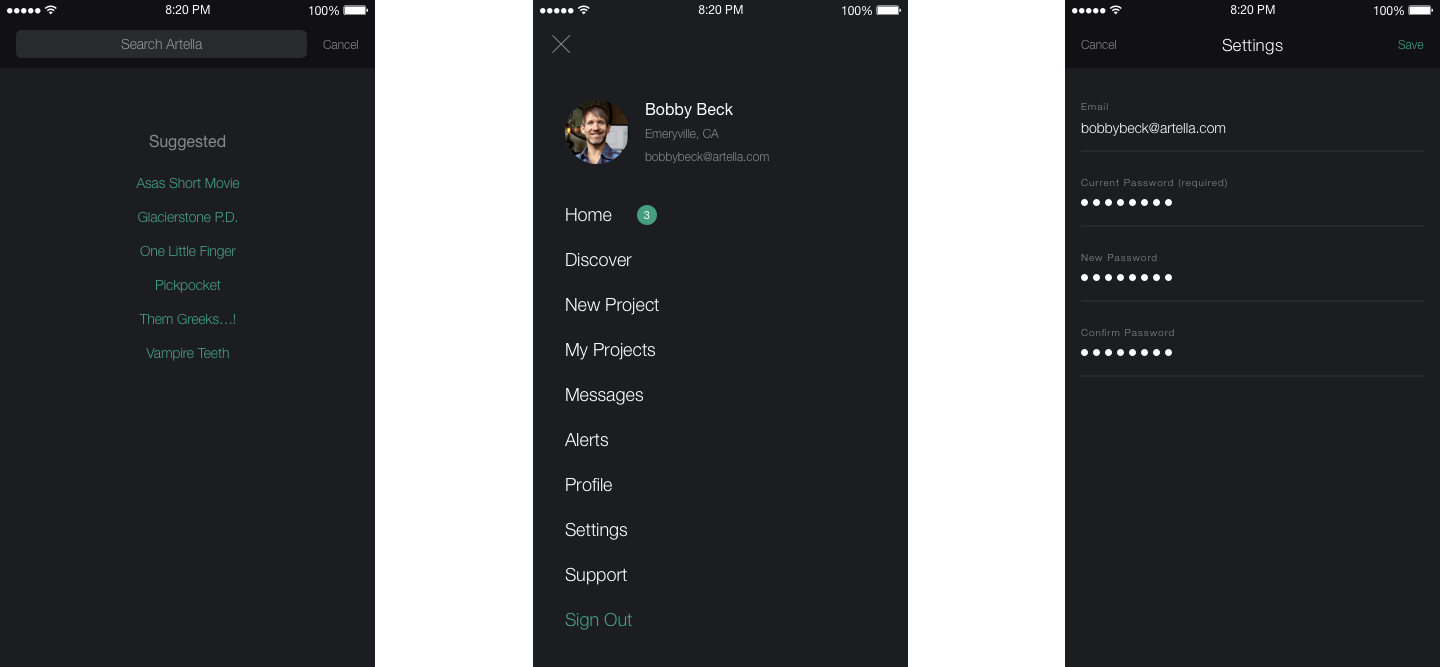 8:20 PM
100%
Search Artella
Cancel
Suggested
Asas Short Movie
Glacierstone P.D.
One Little Finger
Pickpocket
Them Greeks...!
Vampire Teeth
8:20 PM
100%
Bobby Beck
Emeryville, CA
bobbybeck@artella.com
Home 3
Discover
New Project
My Projects
Messages
Alerts
Profile
Settings
Support
Sign Out
8:20 PM
100%
Cancel
Settings
Save
Email
bobbybeck@artella.com
Current Password (required)
New Password
Confirm Password